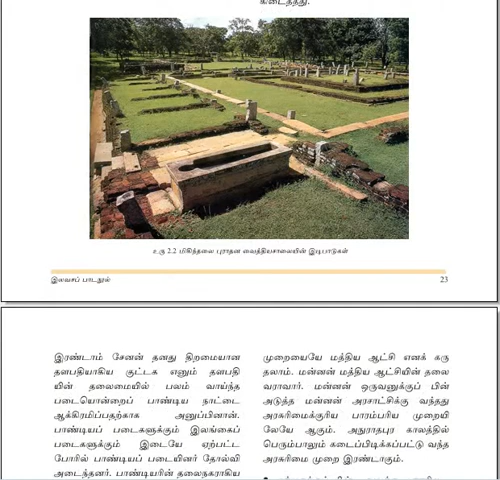 கிடைத்தது.
உரு 2.2 மிகிந்தலை புராதன வைத்தியசாலையின் இடிபாடுகள்
இலவசப் பாடநூல்
23
இரண்டாம் சேனன் தனது திறமையான
தளபதியாகிய குட்டக எனும் தளபதி
யின் தலைமையில் பலம் வாய்ந்த
படையொன்றைப் பாண்டிய நாட்டை
ஆக்கிரமிப்பதற்காக அனுப்பினான்.
பாண்டியப் படைகளுக்கும் இலங்கைப்
படைகளுக்கும் இடையே ஏற்பட்ட
போரில் பாண்டியப் படையினர் தோல்வி
அடைந்தனர். பாண்டியரின் தலைநகராகிய
முறையையே மத்திய ஆட்சி எனக் கரு
தலாம். மன்னன் மத்திய ஆட்சியின் தலை
வராவார். மன்னன் ஒருவனுக்குப் பின்
அடுத்த மன்னன் அரசாட்சிக்கு வந்தது
அரசுரிமைக்குரிய பாரம்பரிய முறையி
லேயே ஆகும். அநுராதபுர காலத்தில்
பெரும்பாலும் கடைப்பிடிக்கப்பட்டு வந்த
அரசுரிமை முறை இரண்டாகும்.